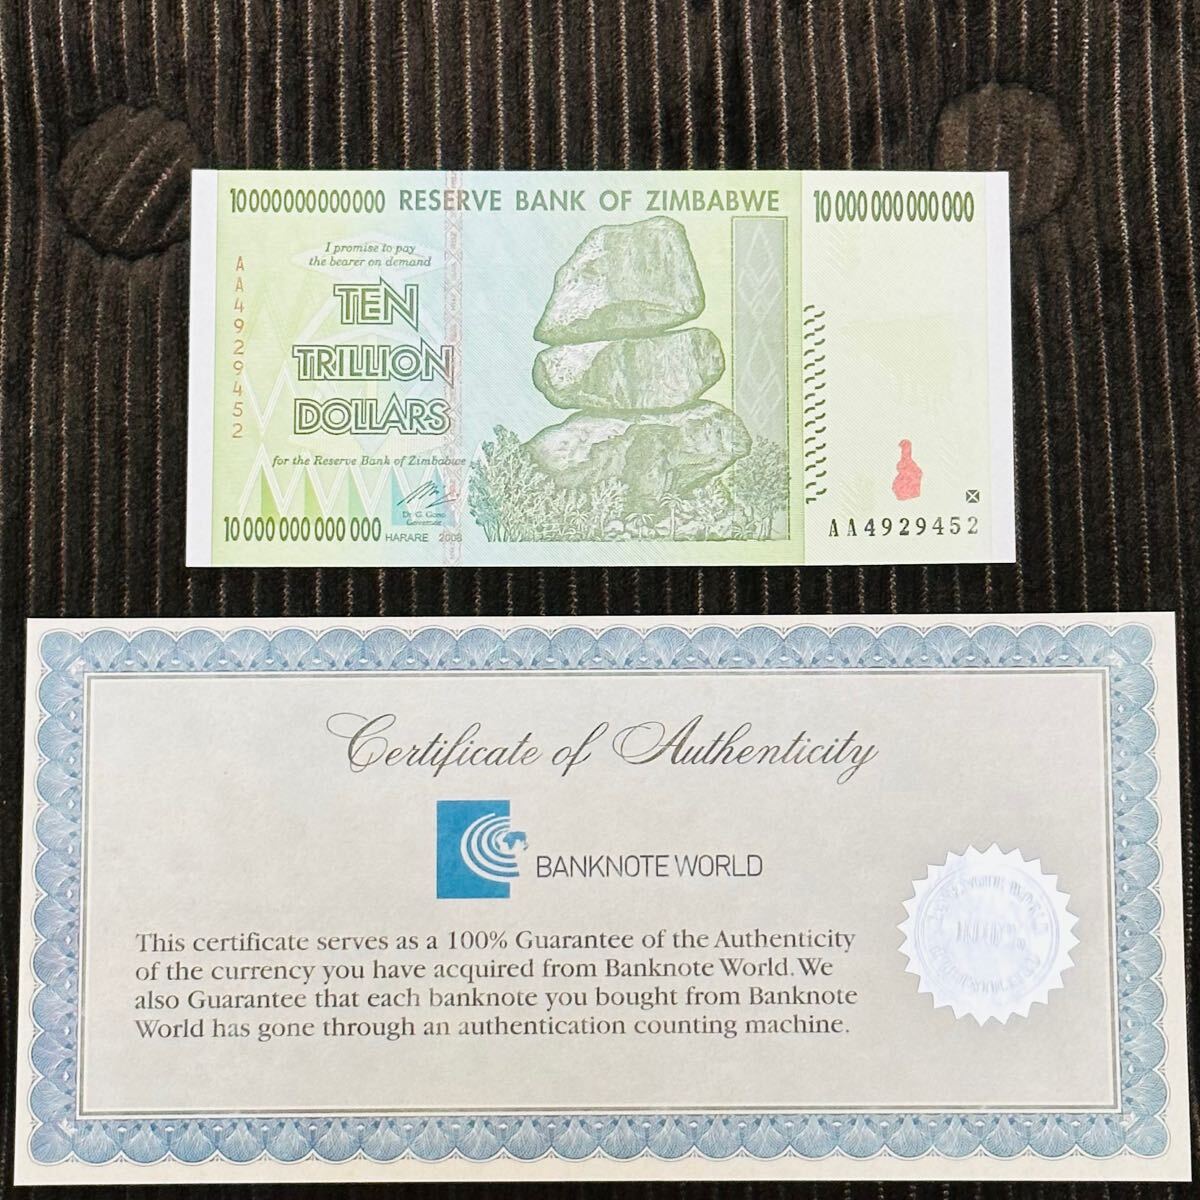 10000000000000 RESERVE BANK OF ZIMBABWE
10 000 000 000 000
I promise to pay
the bearer on demand
AA4929452
TEN
TRILLION
DOLLARS
for the Reserve Bank of Zimbabwe
Dr G. Gono
Governor
10 000 000 000 000 HARARE 2008
AA4929452
Certificate of Authenticity
BANKNOTE WORLD
This certificate serves as a 100% Guarantee of the Authenticity
of the currency you have acquired from Banknote World. We
also Guarantee that each banknote you bought from Banknote
World has gone through an authentication counting machine.